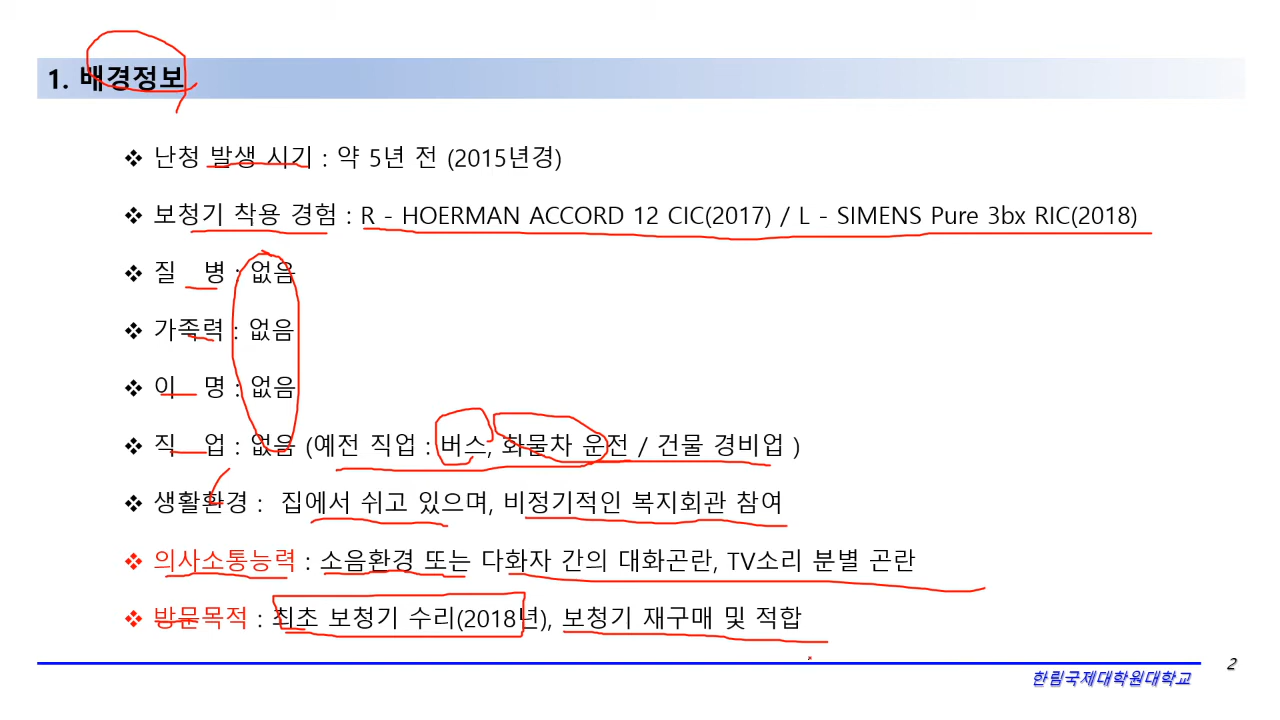 1. 배경정보
❖ 난청 발생 시기 : 약 5년 전 (2015년경)
❖ 보청기 착용 경험 : R - HOERMAN ACCORD 12 CIC(2017) / L - SIMENS Pure 3bx RIC(2018)
❖ 질 병 : 없음
❖ 가족력 : 없음
❖ 이 명 : 없음
❖ 직 업 : 없음 (예전 직업 : 버스, 화물차 운전 / 건물 경비업 )
❖ 생활환경 : 집에서 쉬고 있으며, 비정기적인 복지회관 참여
❖ 의사소통능력 : 소음환경 또는 다화자 간의 대화곤란, TV소리 분별 곤란
❖ 방문목적 : 최초 보청기 수리(2018년), 보청기 재구매 및 적합
2
한림국제대학원대학교